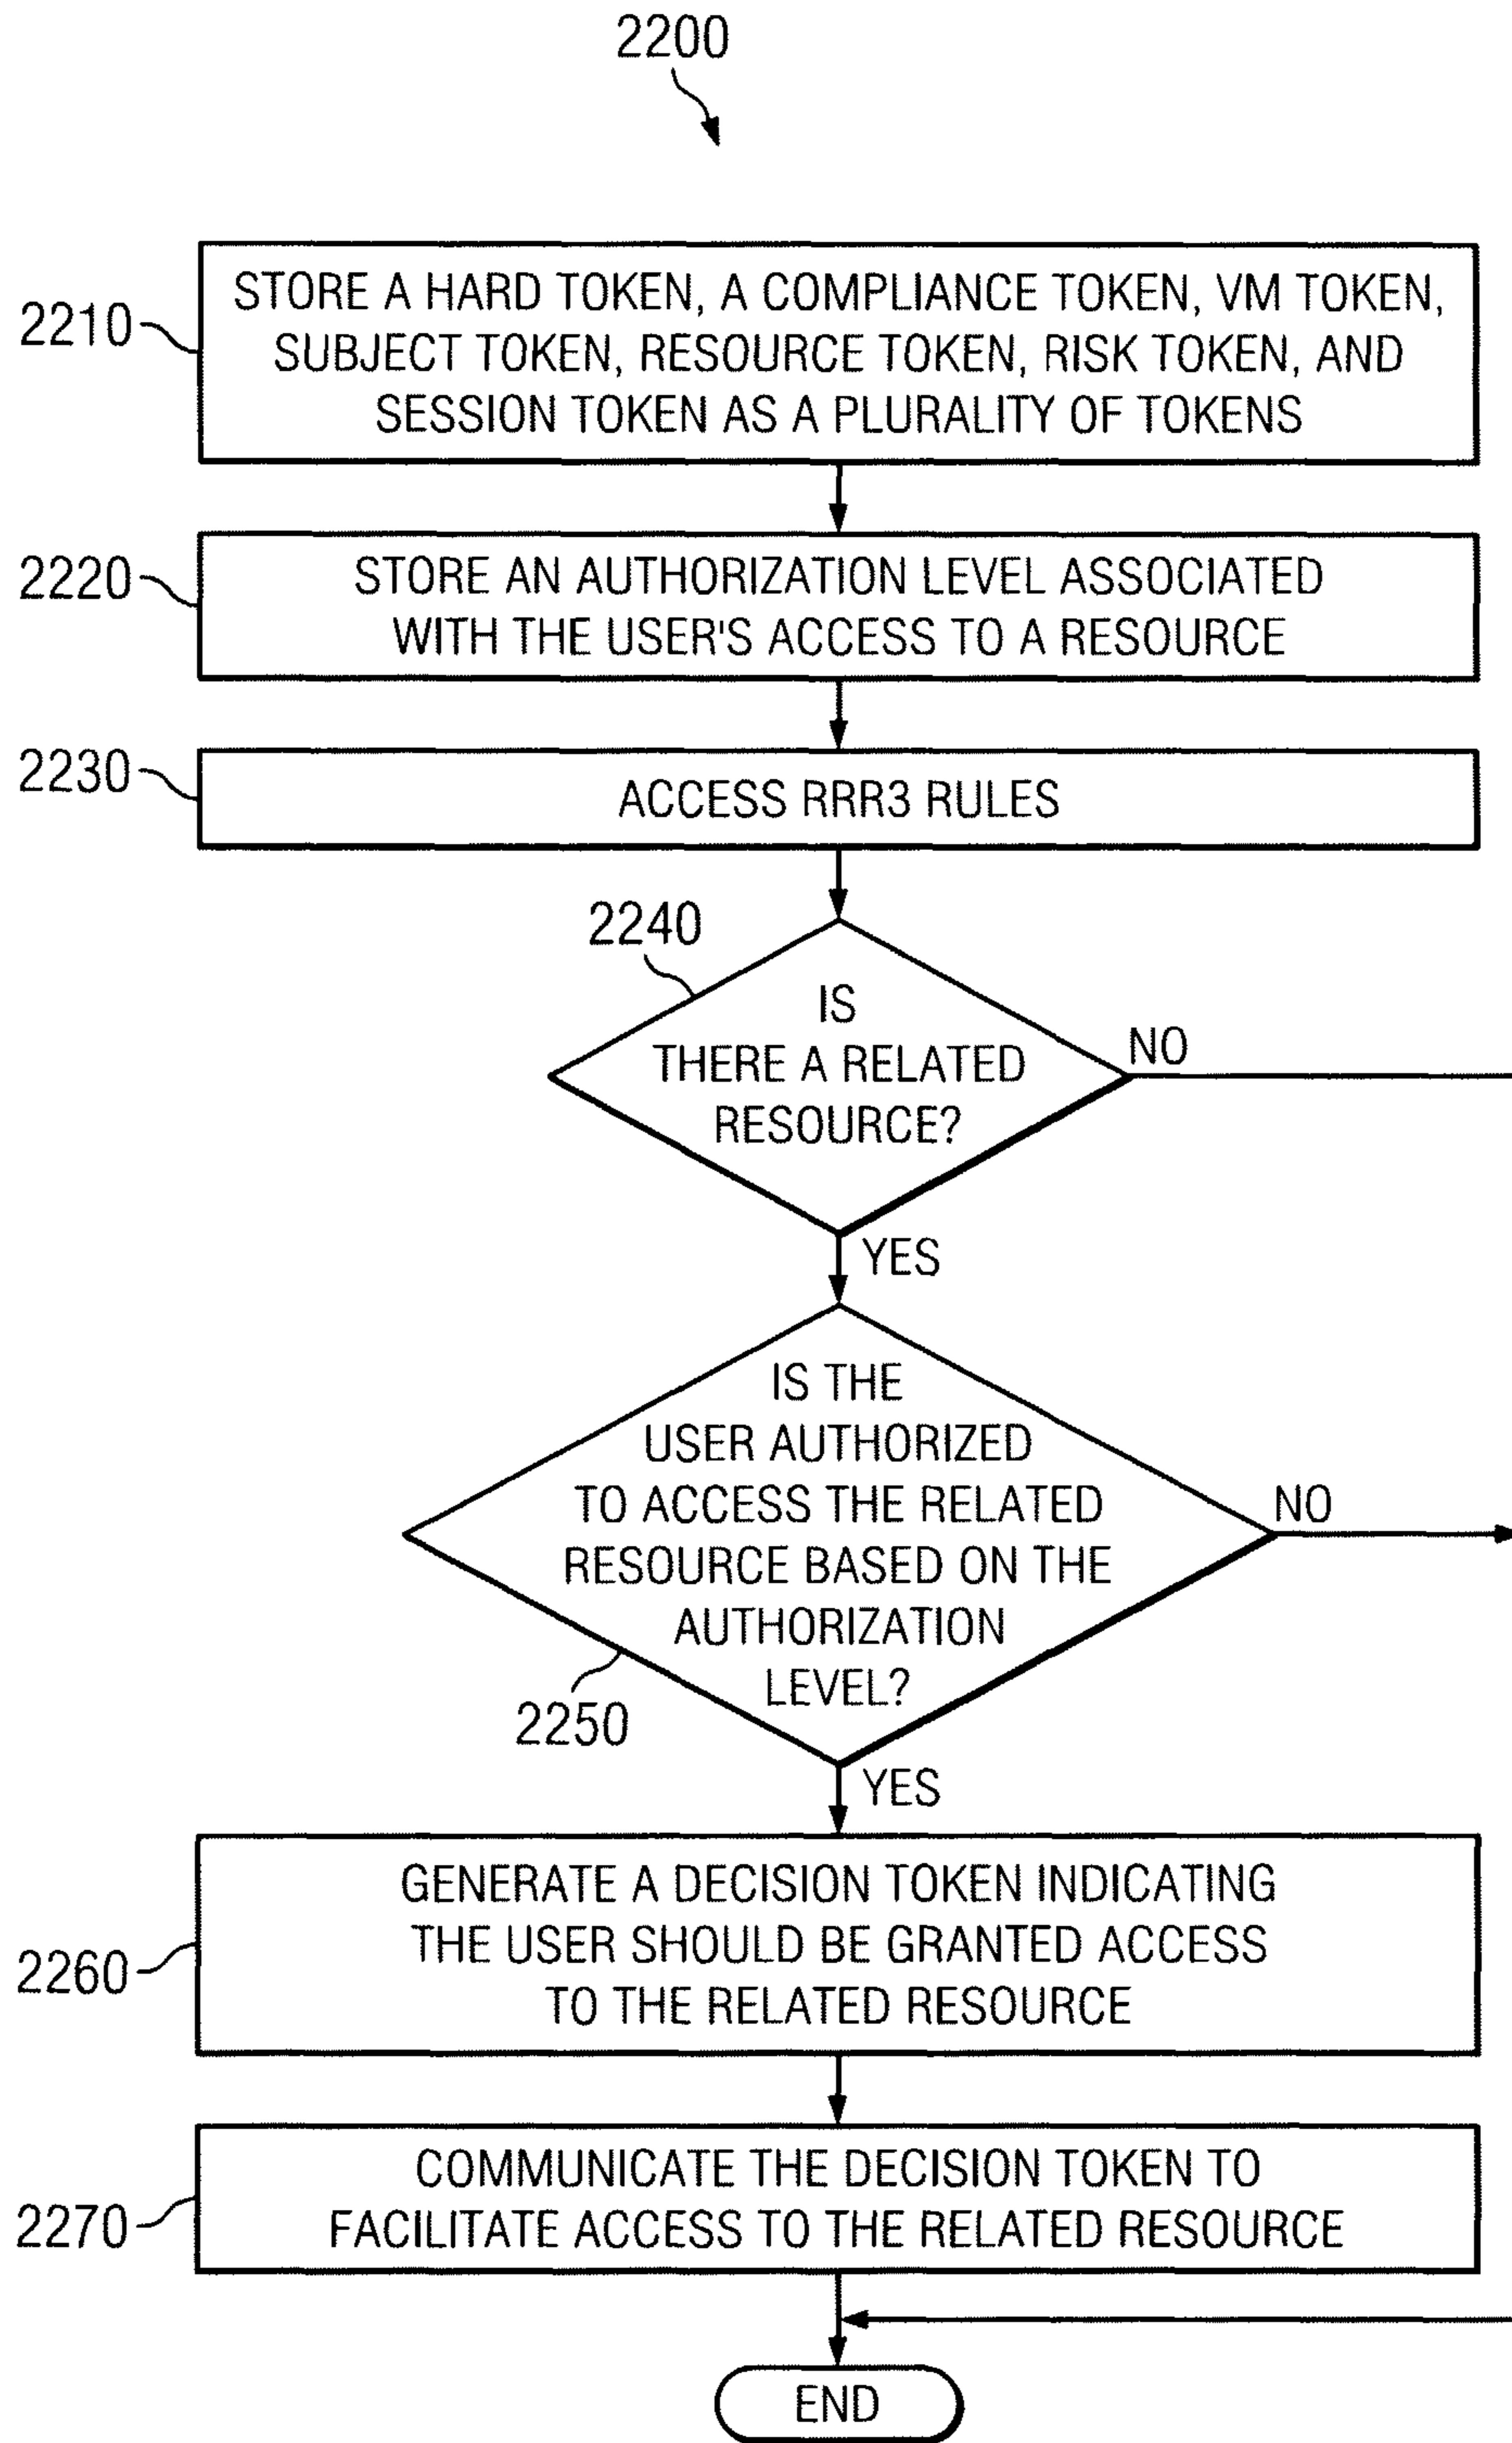 2200
2210
STORE A HARD TOKEN, A COMPLIANCE TOKEN, VM TOKEN,
SUBJECT TOKEN, RESOURCE TOKEN, RISK TOKEN, AND
SESSION TOKEN AS A PLURALITY OF TOKENS
2220
STORE AN AUTHORIZATION LEVEL ASSOCIATED
WITH THE USER'S ACCESS TO A RESOURCE
2230
ACCESS RRR3 RULES
2240
IS
THERE A RELATED
RESOURCE?
NO
YES
IS THE
USER AUTHORIZED
TO ACCESS THE RELATED
RESOURCE BASED ON THE
AUTHORIZATION
LEVEL?
NO
2250
YES
GENERATE A DECISION TOKEN INDICATING
THE USER SHOULD BE GRANTED ACCESS
TO THE RELATED RESOURCE
2260
COMMUNICATE THE DECISION TOKEN TO
FACILITATE ACCESS TO THE RELATED RESOURCE
2270
END